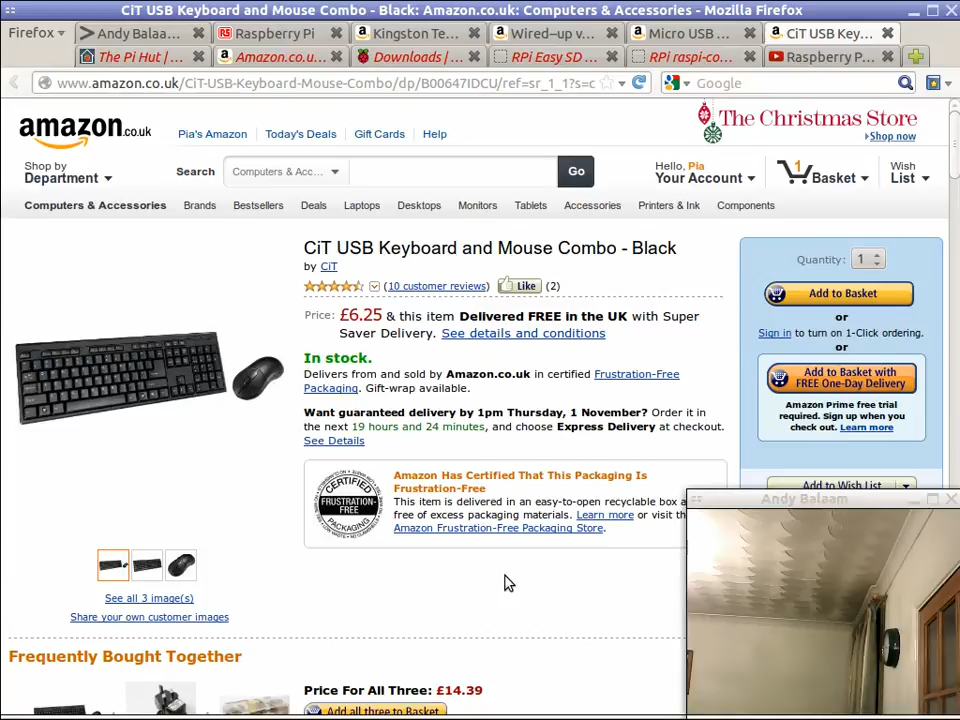 CiT USB Keyboard and Mouse Combo - Black: Amazon.co.uk: Computers & Accessories - Mozilla Firefox
Firefox
Andy Balaa...
Raspberry Pi
Kingston Te...
Wired–up v...
Micro USB ...
CiT USB Key...
The Pi Hut | ...
Amazon.co.u...
Downloads | ...
RPi Easy SD ...
RPi raspi-co...
Raspberry P...
www.amazon.co.uk/CiT-USB-Keyboard-Mouse-Combo/dp/B00647IDCU/ref=sr_1_1?s=c
Google
amazon.co.uk
Pia's Amazon
Today's Deals
Gift Cards
Help
The Christmas Store
Shop now
Shop by
Department
Search
Computers & Acc...
Go
Hello, Pia
Your Account
1
Basket
Wish
List
Computers & Accessories
Brands
Bestsellers
Deals
Laptops
Desktops
Monitors
Tablets
Accessories
Printers & Ink
Components
CiT USB Keyboard and Mouse Combo - Black
by CiT
(10 customer reviews)
Like
(2)
Price: £6.25 & this item Delivered FREE in the UK with Super
Saver Delivery. See details and conditions
In stock.
Delivers from and sold by Amazon.co.uk in certified Frustration-Free
Packaging. Gift-wrap available.
Want guaranteed delivery by 1pm Thursday, 1 November? Order it in
the next 19 hours and 24 minutes, and choose Express Delivery at checkout.
See Details
CERTIFIED
FRUSTRATION-
FREE
PACKAGING
Amazon Has Certified That This Packaging Is
Frustration-Free
This item is delivered in an easy-to-open recyclable box a
free of excess packaging materials. Learn more or visit the
Amazon Frustration-Free Packaging Store.
Quantity: 1
Add to Basket
or
Sign in to turn on 1-Click ordering.
or
Add to Basket with
FREE One-Day Delivery
Amazon Prime free trial
required. Sign up when you
check out. Learn more
Add to Wish List
Andy Balaam
See all 3 image(s)
Share your own customer images
Frequently Bought Together
Price For All Three: £14.39
Add all three to Basket